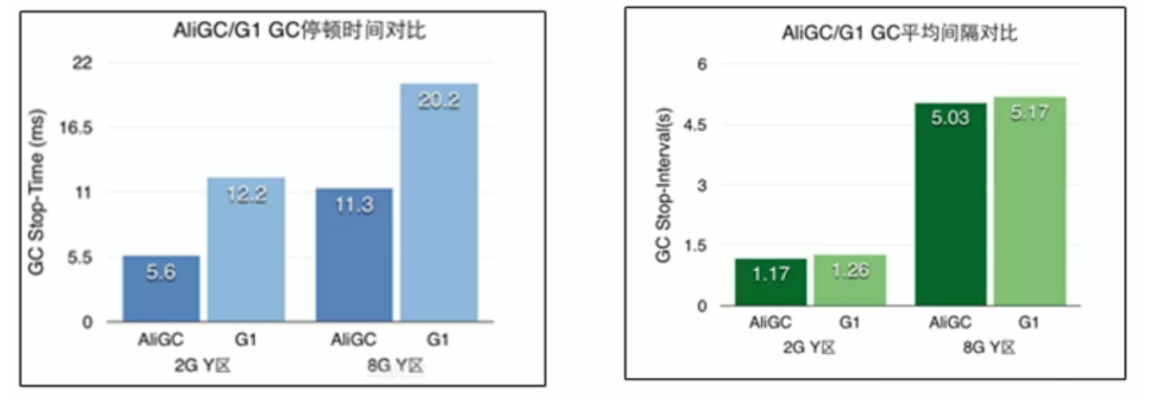 AliGC/G1 GC停顿时间对比
GC Stop-Time (ms)
22
16.5
11
5.5
0
5.6
12.2
11.3
20.2
AliGC G1 AliGC G1
2G Y区 8G Y区
AliGC/G1 GC平均间隔对比
GC Stop-Interval(s)
6
4.5
3
1.5
0
1.17
1.26
5.03
5.17
AliGC G1 AliGC G1
2G Y区 8G Y区